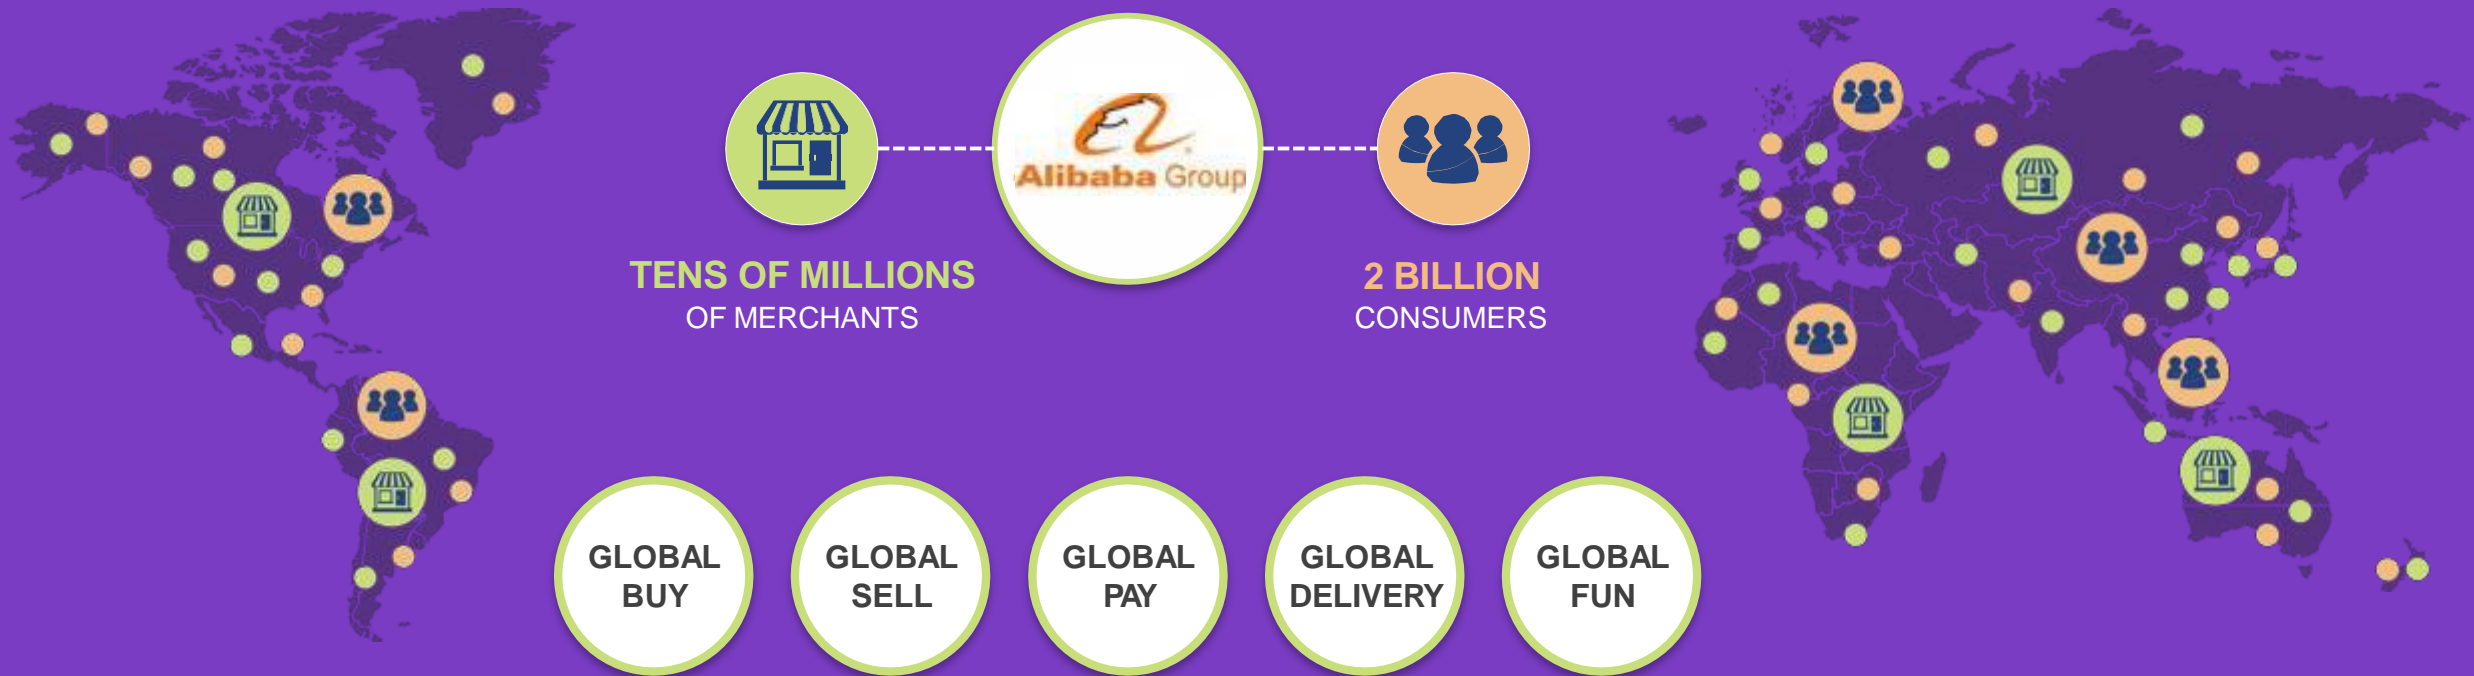 Alibaba Group
TENS OF MILLIONS
OF MERCHANTS
2 BILLION
CONSUMERS
GLOBAL
BUY
GLOBAL
SELL
GLOBAL
PAY
GLOBAL
DELIVERY
GLOBAL
FUN